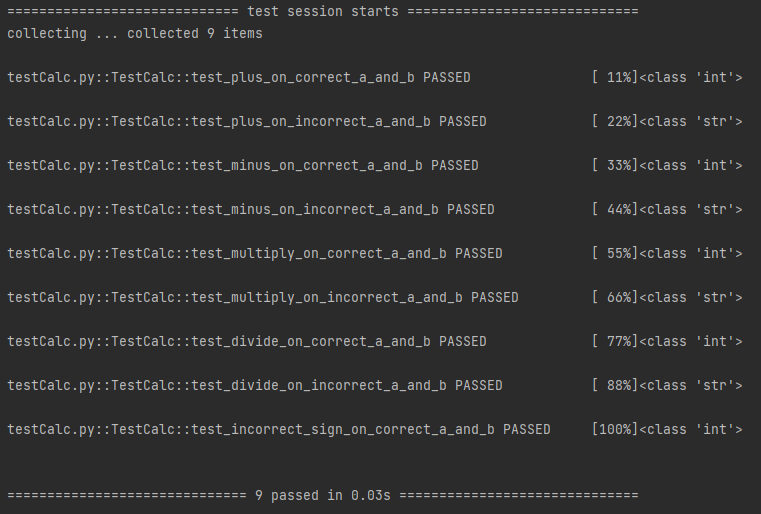 ============================= test session starts =============================
collecting ... collected 9 items
testCalc.py::TestCalc::test_plus_on_correct_a_and_b PASSED               [ 11%]<class 'int'>
testCalc.py::TestCalc::test_plus_on_incorrect_a_and_b PASSED             [ 22%]<class 'str'>
testCalc.py::TestCalc::test_minus_on_correct_a_and_b PASSED              [ 33%]<class 'int'>
testCalc.py::TestCalc::test_minus_on_incorrect_a_and_b PASSED            [ 44%]<class 'str'>
testCalc.py::TestCalc::test_multiply_on_correct_a_and_b PASSED           [ 55%]<class 'int'>
testCalc.py::TestCalc::test_multiply_on_incorrect_a_and_b PASSED         [ 66%]<class 'str'>
testCalc.py::TestCalc::test_divide_on_correct_a_and_b PASSED             [ 77%]<class 'int'>
testCalc.py::TestCalc::test_divide_on_incorrect_a_and_b PASSED           [ 88%]<class 'str'>
testCalc.py::TestCalc::test_incorrect_sign_on_correct_a_and_b PASSED     [100%]<class 'int'>
============================== 9 passed in 0.03s ==============================